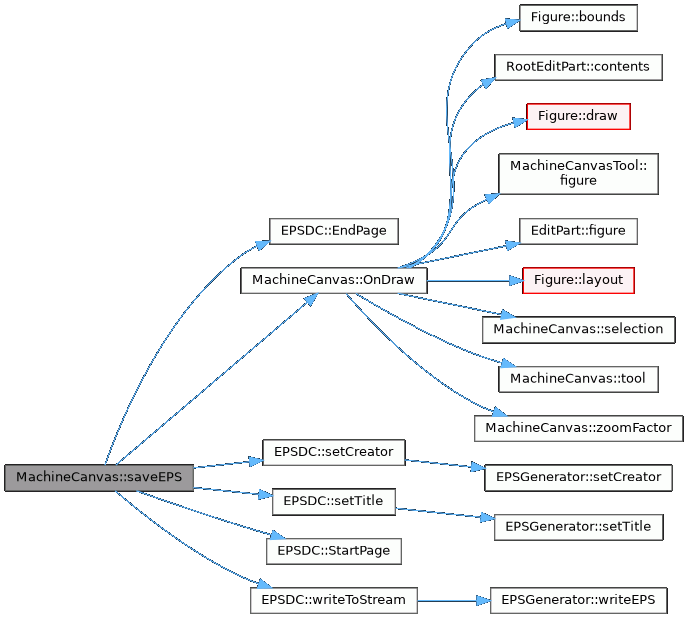 Figure::bounds
RootEditPart::contents
Figure::draw
MachineCanvasTool::
figure
EPSDC::EndPage
EditPart::figure
MachineCanvas::OnDraw
Figure::layout
MachineCanvas::selection
MachineCanvas::tool
MachineCanvas::zoomFactor
EPSDC::setCreator
MachineCanvas::saveEPS
EPSGenerator::setCreator
EPSDC::setTitle
EPSGenerator::setTitle
EPSDC::StartPage
EPSDC::writeToStream
EPSGenerator::writeEPS